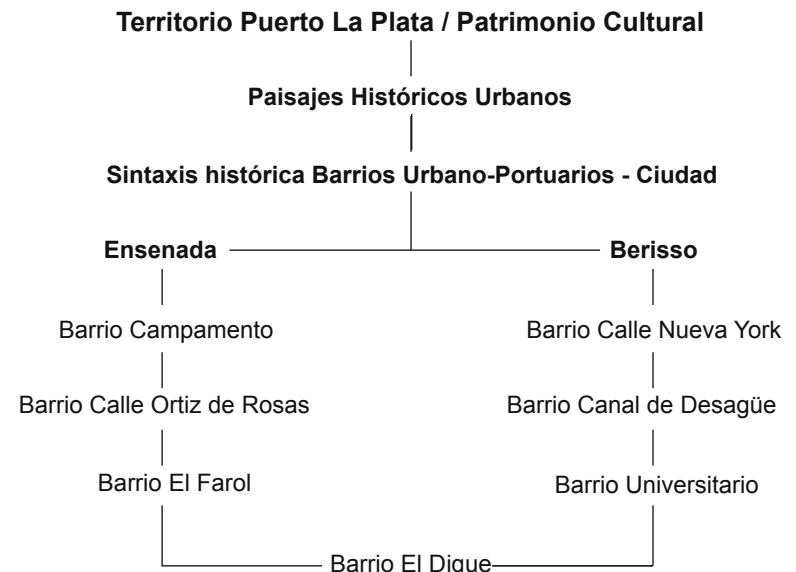 Territorio Puerto La Plata / Patrimonio Cultural
Paisajes Históricos Urbanos
Sintaxis histórica Barrios Urbano-Portuarios - Ciudad
Ensenada
Berisso
Barrio Campamento
Barrio Calle Nueva York
Barrio Calle Ortiz de Rosas
Barrio Canal de Desagüe
Barrio El Farol
Barrio Universitario
Barrio El Dique